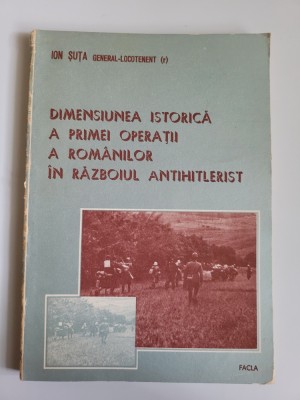 ION ŞUŢA GENERAL-LOCOTENENT (r)
DIMENSIUNEA ISTORICĂ
A PRIMEI OPERAŢII
A ROMÂNILOR
ÎN RĂZBOIUL ANTIHITLERIST
FACLA